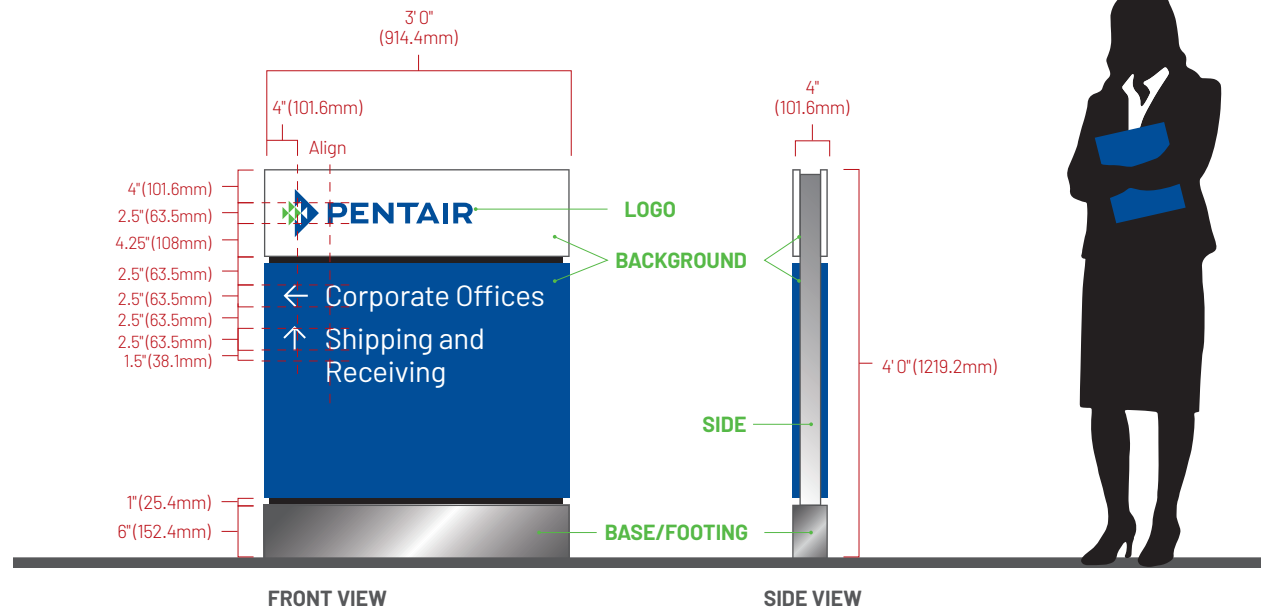 3' 0"
(914.4mm)
4"(101.6mm)
Align
4"
(101.6mm)
4"(101.6mm)
2.5"(63.5mm)
4.25"(108mm)
2.5"(63.5mm)
2.5"(63.5mm)
2.5"(63.5mm)
2.5"(63.5mm)
1.5"(38.1mm)
1"(25.4mm)
6"(152.4mm)
PENTAIR
← Corporate Offices
↑ Shipping and
Receiving
LOGO
BACKGROUND
SIDE
BASE/FOOTING
4' 0"(1219.2mm)
FRONT VIEW
SIDE VIEW